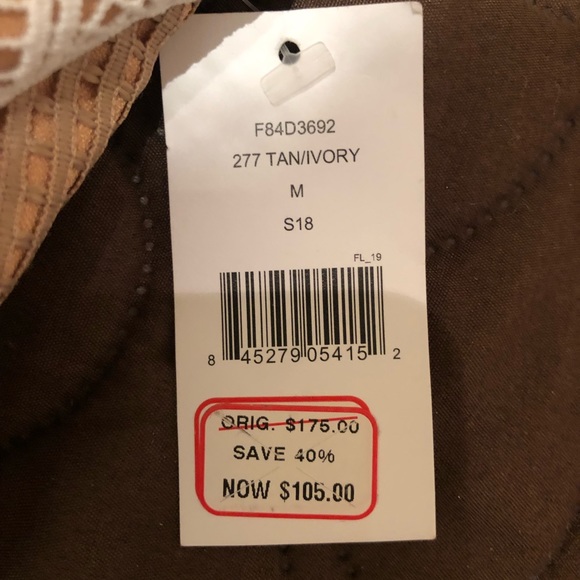 F84D3692
277 TAN/IVORY
M
S18
FL_19
8 45279 05415 2
ORIG. $175.00
SAVE 40%
NOW $105.00